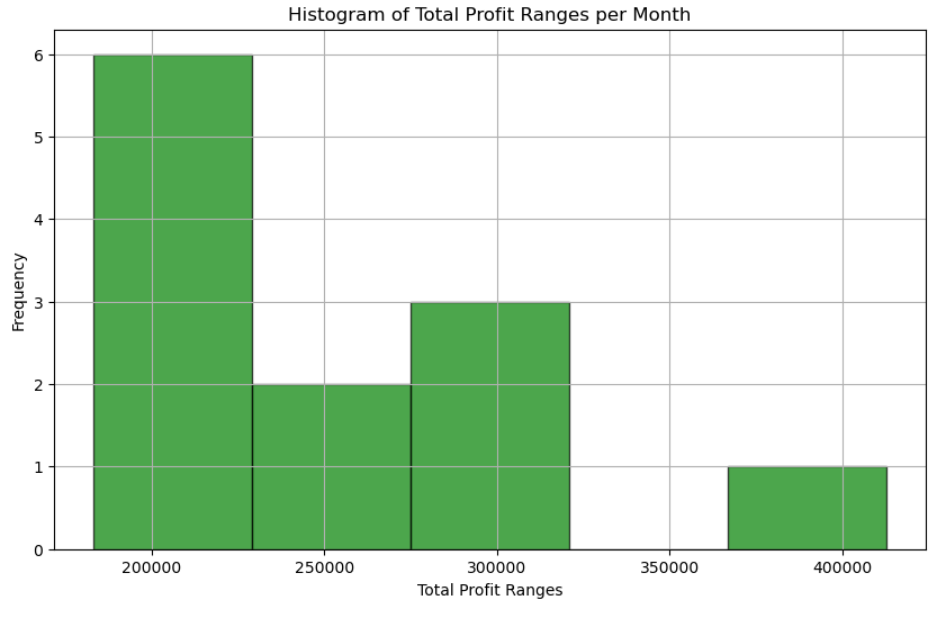 Histogram of Total Profit Ranges per Month
6
5
4
3
2
1
0
Frequency
200000 250000 300000 350000 400000
Total Profit Ranges